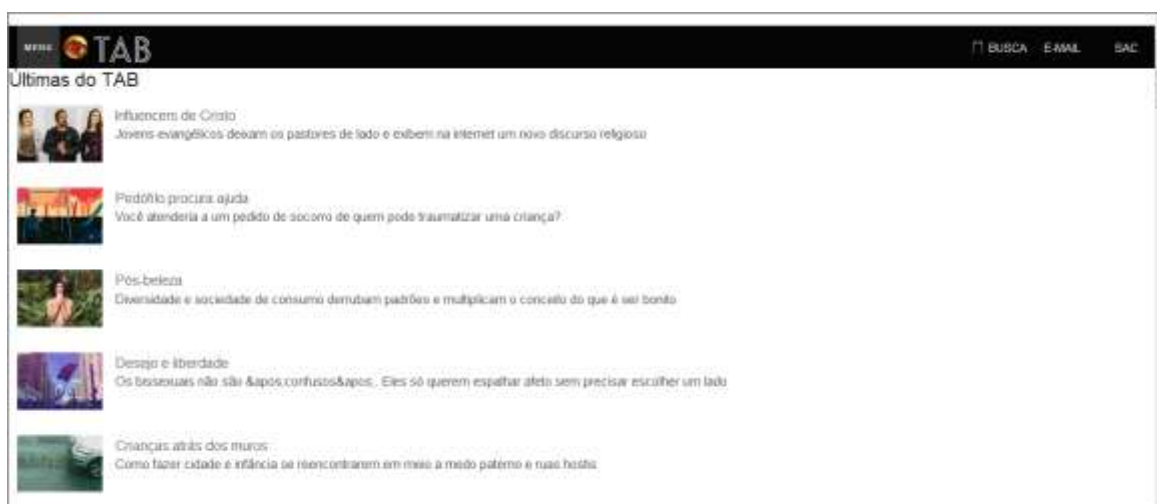 MENU TAB BUSCA E-MAIL SAC
Últimas do TAB
Influencers de Cristo
Jovens evangélicos deixam os pastores de lado e exibem na internet um novo discurso religioso
Pedófilo procura ajuda
Você atenderia a um pedido de socorro de quem pode traumatizar uma criança?
Pós-beleza
Diversidade e sociedade de consumo derrubam padrões e multiplicam o conceito do que é ser bonito
Desejo e liberdade
Os bissexuais não são &apos;confusos&apos;. Eles só querem espalhar afeto sem precisar escolher um lado
Crianças atrás dos muros
Como fazer cidade e infância se reencontrarem em meio a medo paterno e ruas hostis